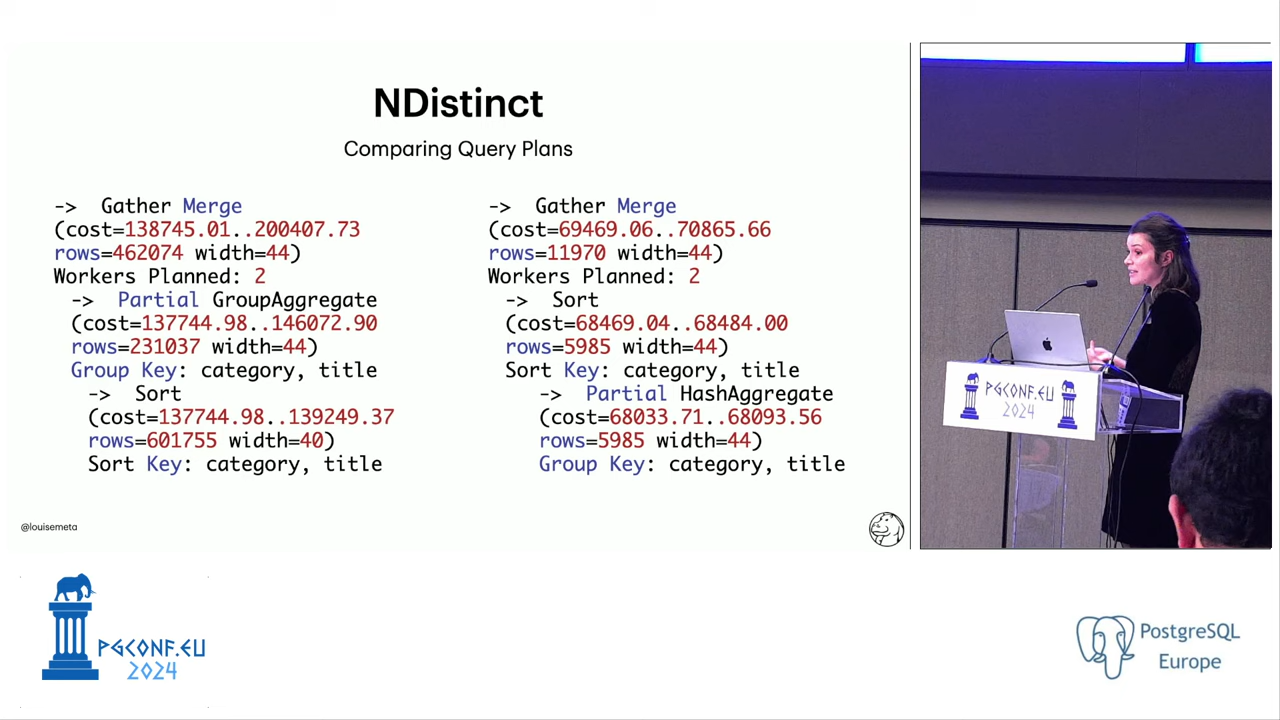 NDistinct
Comparing Query Plans
-> Gather Merge
(cost=138745.01..200407.73
rows=462074 width=44)
Workers Planned: 2
-> Partial GroupAggregate
(cost=137744.98..146072.90
rows=231037 width=44)
Group Key: category, title
-> Sort
(cost=137744.98..139249.37
rows=601755 width=40)
Sort Key: category, title
-> Gather Merge
(cost=69469.06..70865.66
rows=11970 width=44)
Workers Planned: 2
-> Sort
(cost=68469.04..68484.00
rows=5985 width=44)
Sort Key: category, title
-> Partial HashAggregate
(cost=68033.71..68093.56
rows=5985 width=44)
Group Key: category, title
@louisemeta
PGCONF.EU
2024
PGCONF.EU
2024
PostgreSQL
Europe